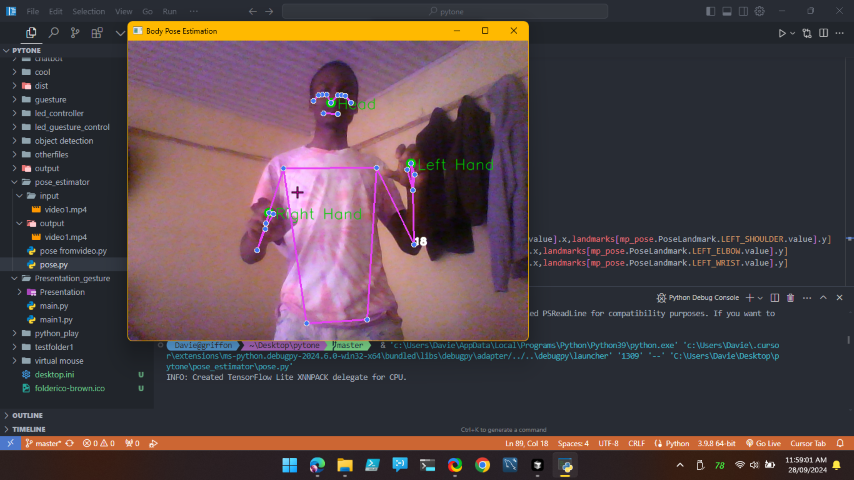 File Edit Selection View Go Run ... pytone
PYTONE
chatbot
cool
dist
guesture
led_controller
led_guesture_control
object detection
otherfiles
output
pose_estimator
input
video1.mp4
output
video1.mp4
pose fromvideo.py
pose.py
Presentation_gesture
Presentation
main.py
main1.py
python_play
testfolder1
virtual mouse
desktop.ini U
folderico-brown.ico U
OUTLINE
TIMELINE
Body Pose Estimation
Head
Left Hand
Right Hand
18
value].x,landmarks[mp_pose.PoseLandmark.LEFT_SHOULDER.value].y]
.x,landmarks[mp_pose.PoseLandmark.LEFT_ELBOW.value].y]
.x,landmarks[mp_pose.PoseLandmark.LEFT_WRIST.value].y]
Python Debug Console
ed PSReadLine for compatibility purposes. If you want to
Davie@griffon ~\Desktop\pytone master & 'c:\Users\Davie\AppData\Local\Programs\Python\Python39\python.exe' 'c:\Users\Davie\.curso
r\extensions\ms-python.debugpy-2024.6.0-win32-x64\bundled\libs\debugpy\adapter/../..\debugpy\launcher' '1309' '--' 'C:\Users\Davie\Desktop\p
ytone\pose_estimator\pose.py'
INFO: Created TensorFlow Lite XNNPACK delegate for CPU.
Ctrl+K to generate a command
master* 0 0 0 Ln 89, Col 18 Spaces: 4 UTF-8 CRLF Python 3.9.8 64-bit Go Live Cursor Tab
78
11:59:01 AM
28/09/2024